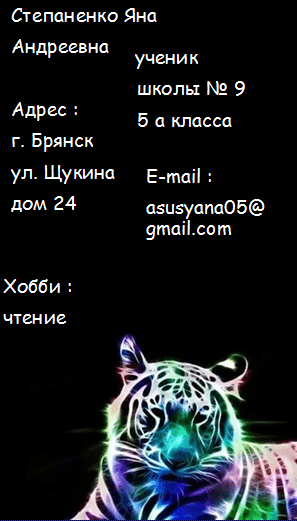 Степаненко Яна
Андреевна
ученик
школы № 9
5 а класса
Адрес :
г. Брянск
ул. Щукина
дом 24
E-mail :
asusyana05@
gmail.com
Хобби :
чтение